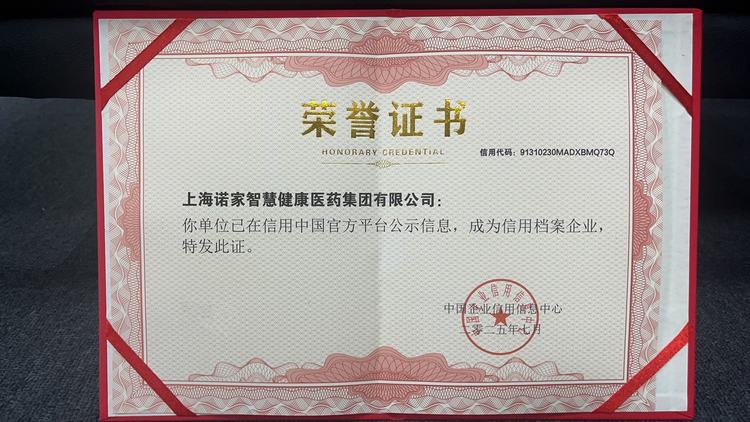 荣誉证书
HONORARY CREDENTIAL
信用代码：91310230MADXBMQ73Q
上海诺家智慧健康医药集团有限公司：
你单位已在信用中国官方平台公示信息，成为信用档案企业，
特发此证。
中国企业信用信息中心
二零二五年七月